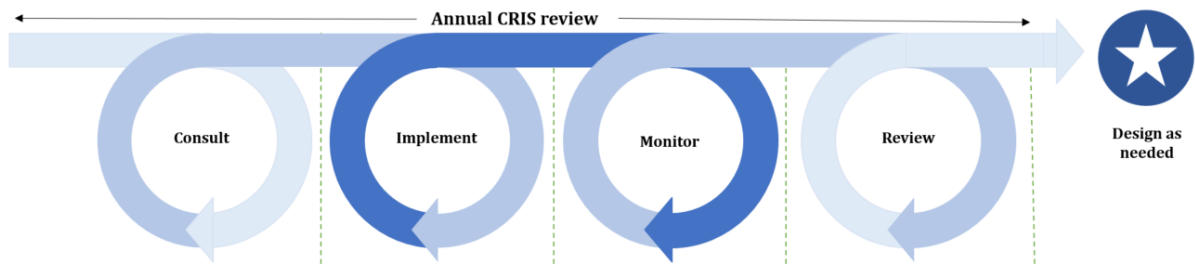 Annual CRIS review
Consult
Implement
Monitor
Review
Design as
needed